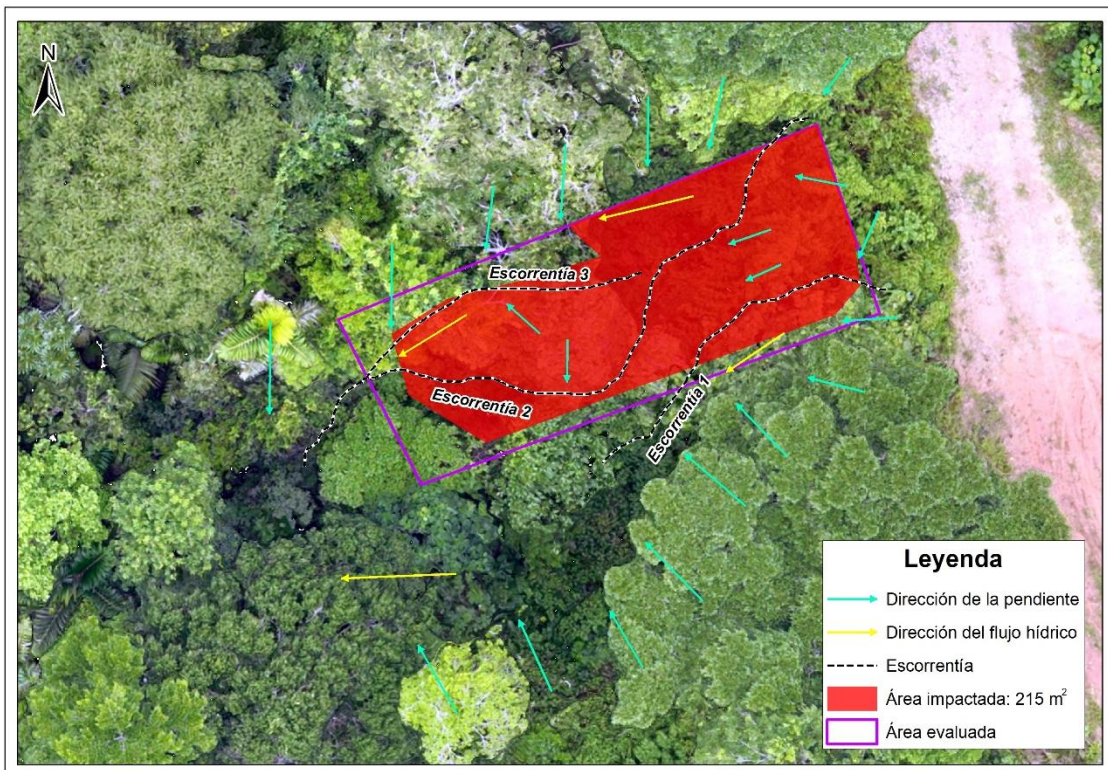 N
Escorrentía 3
Escorrentía 2
Escorrentía 1
Leyenda
Dirección de la pendiente
Dirección del flujo hídrico
Escorrentía
Área impactada: 215 m²
Área evaluada